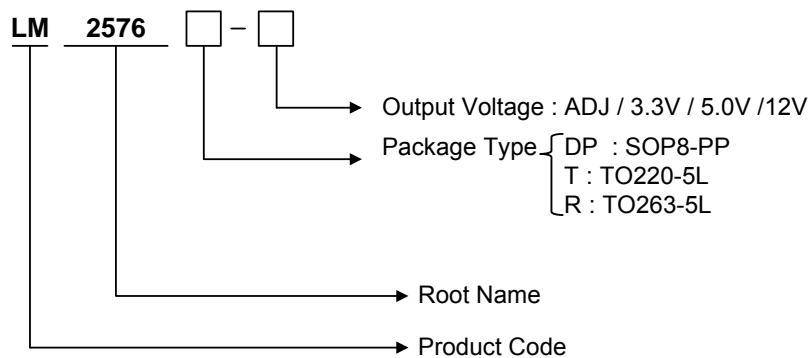 LM 2576 □ – □
Output Voltage : ADJ / 3.3V / 5.0V /12V
Package Type DP : SOP8-PP
T : TO220-5L
R : TO263-5L
Root Name
Product Code